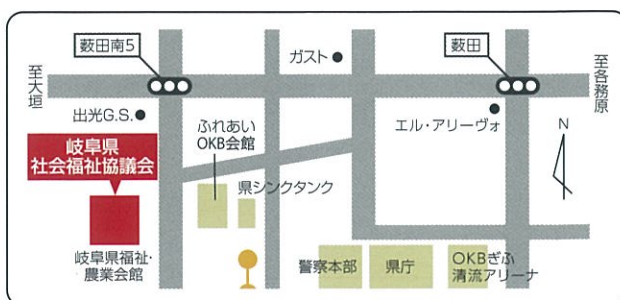 薮田南5
薮田
ガスト
至大垣
至各務原
出光G.S.
エル・アリーヴォ
ふれあい
OKB会館
N
岐阜県
社会福祉協議会
県シンクタンク
岐阜県福祉・
農業会館
警察本部
県庁
OKBぎふ
清流アリーナ